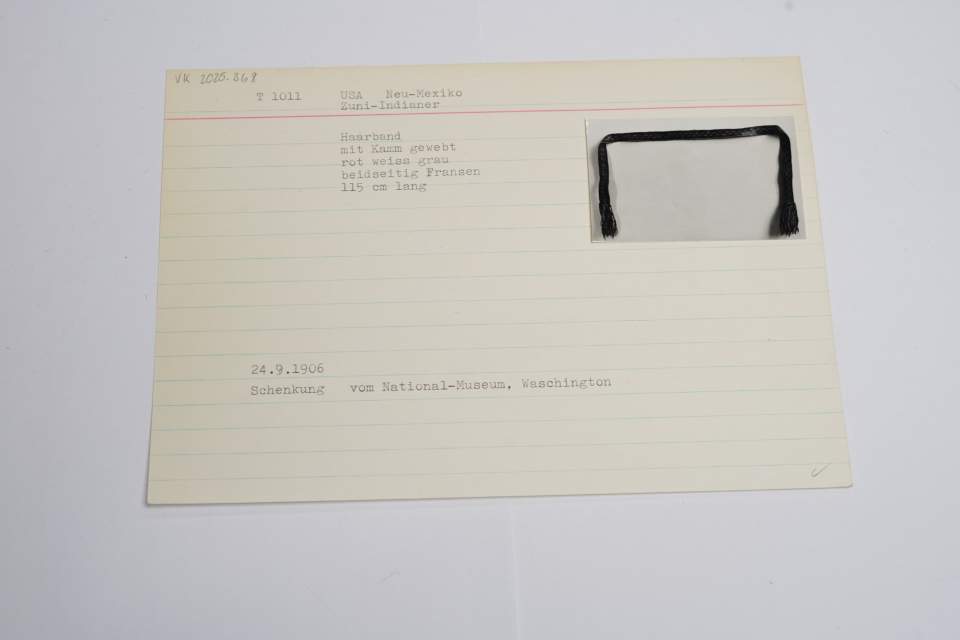 VK 2025.368
T 1011 USA Neu-Mexiko
Zuni-Indianer
Haarband
mit Kamm gewebt
rot weiss grau
beidseitig Fransen
115 cm lang
24.9.1906
Schenkung vom National-Museum, Waschington